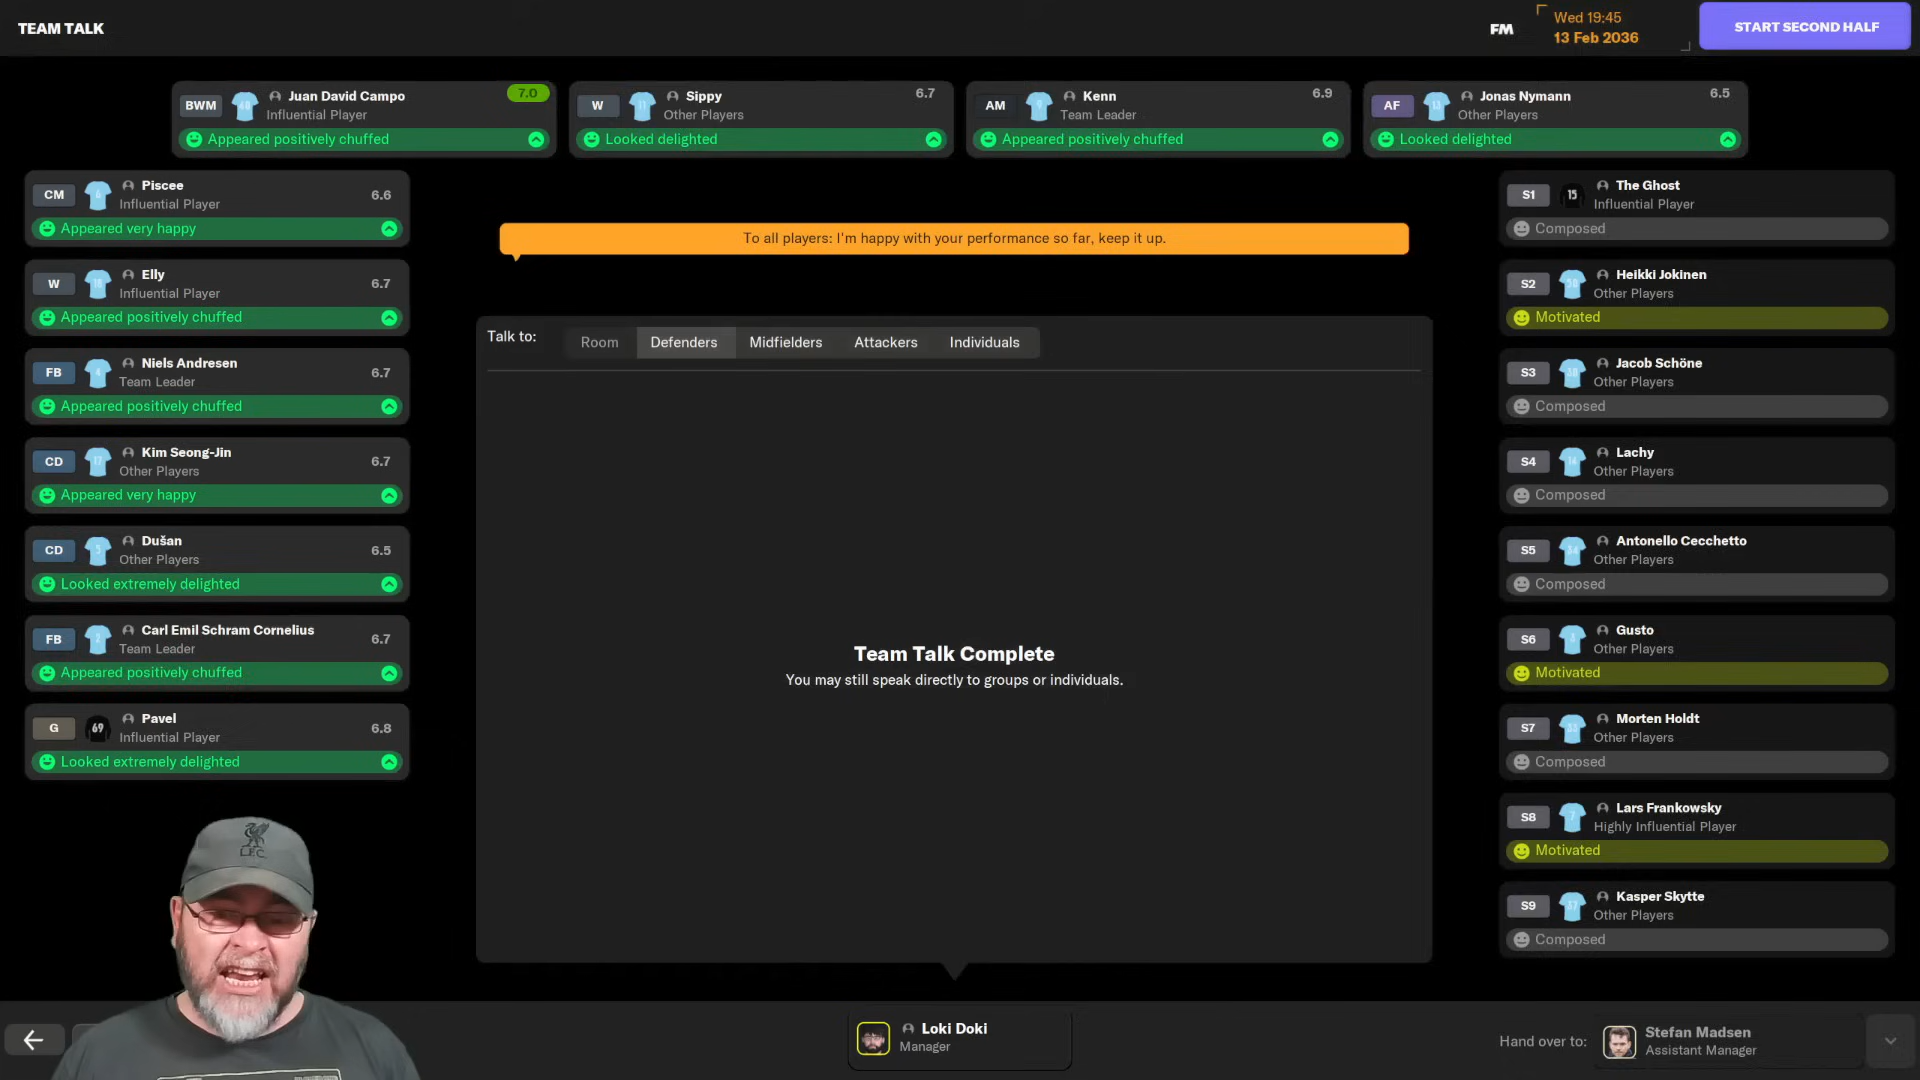 TEAM TALK
FM
Wed 19:45
13 Feb 2036
START SECOND HALF
BWM
Juan David Campo
Influential Player
7.0
Appeared positively chuffed
W
Sippy
Other Players
6.7
Looked delighted
AM
Kenn
Team Leader
6.9
Appeared positively chuffed
AF
Jonas Nymann
Other Players
6.5
Looked delighted
CM
Piscee
Influential Player
6.6
Appeared very happy
W
Elly
Influential Player
6.7
Appeared positively chuffed
FB
Niels Andresen
Team Leader
6.7
Appeared positively chuffed
CD
Kim Seong-Jin
Other Players
6.7
Appeared very happy
CD
Dušan
Other Players
6.5
Looked extremely delighted
FB
Carl Emil Schram Cornelius
Team Leader
6.7
Appeared positively chuffed
G
69
Pavel
Influential Player
6.8
Looked extremely delighted
To all players: I'm happy with your performance so far, keep it up.
Talk to:
Room
Defenders
Midfielders
Attackers
Individuals
Team Talk Complete
You may still speak directly to groups or individuals.
S1
15
The Ghost
Influential Player
Composed
S2
Heikki Jokinen
Other Players
Motivated
S3
Jacob Schöne
Other Players
Composed
S4
Lachy
Other Players
Composed
S5
Antonello Cecchetto
Other Players
Composed
S6
Gusto
Other Players
Motivated
S7
Morten Holdt
Other Players
Composed
S8
Lars Frankowsky
Highly Influential Player
Motivated
S9
Kasper Skytte
Other Players
Composed
L.F.C.
Loki Doki
Manager
Hand over to:
Stefan Madsen
Assistant Manager